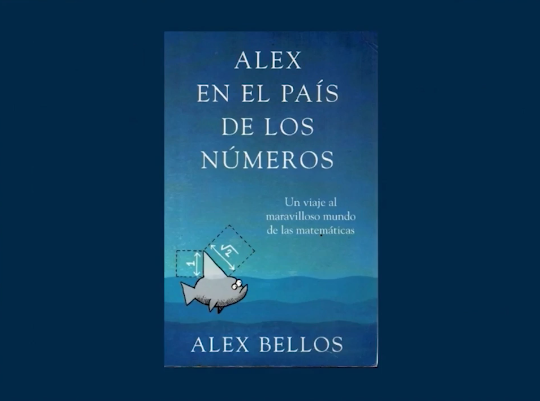 ALEX
EN EL PAÍS
DE LOS
NÚMEROS
Un viaje al
maravilloso mundo
de las matemáticas
1
√2
ALEX BELLOS